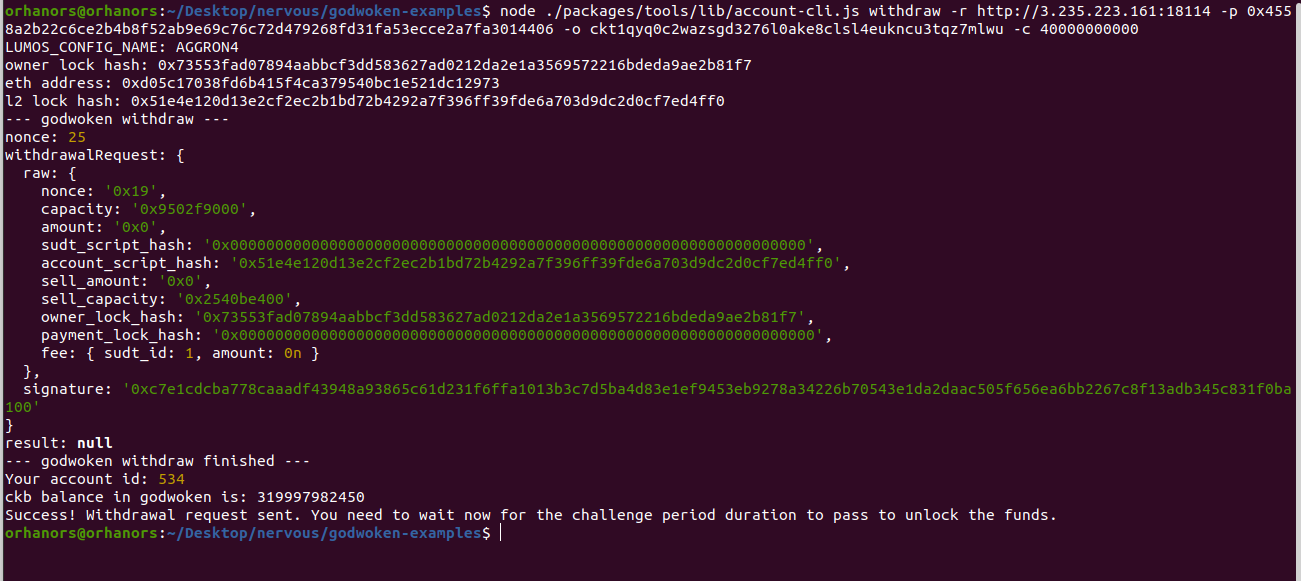 orhanors@orhanors:~/Desktop/nervous/godwoken-examples$ node ./packages/tools/lib/account-cli.js withdraw -r http://3.235.223.161:18114 -p 0x455
8a2b22c6ce2b4b8f52ab9e69c76c72d479268fd31fa53ecce2a7fa3014406 -o ckt1qyq0c2wazsgd3276l0ake8clsl4eukncu3tqz7mlwu -c 40000000000
LUMOS_CONFIG_NAME: AGGRON4
owner lock hash: 0x73553fad07894aabbcf3dd583627ad0212da2e1a3569572216bdeda9ae2b81f7
eth address: 0xd05c17038fd6b415f4ca379540bc1e521dc12973
l2 lock hash: 0x51e4e120d13e2cf2ec2b1bd72b4292a7f396ff39fde6a703d9dc2d0cf7ed4ff0
--- godwoken withdraw ---
nonce: 25
withdrawalRequest: {
  raw: {
    nonce: '0x19',
    capacity: '0x9502f9000',
    amount: '0x0',
    sudt_script_hash: '0x0000000000000000000000000000000000000000000000000000000000000000',
    account_script_hash: '0x51e4e120d13e2cf2ec2b1bd72b4292a7f396ff39fde6a703d9dc2d0cf7ed4ff0',
    sell_amount: '0x0',
    sell_capacity: '0x2540be400',
    owner_lock_hash: '0x73553fad07894aabbcf3dd583627ad0212da2e1a3569572216bdeda9ae2b81f7',
    payment_lock_hash: '0x0000000000000000000000000000000000000000000000000000000000000000',
    fee: { sudt_id: 1, amount: 0n }
  },
  signature: '0xc7e1cdcba778caaadf43948a93865c61d231f6ffa1013b3c7d5ba4d83e1ef9453eb9278a34226b70543e1da2daac505f656ea6bb2267c8f13adb345c831f0ba
100'
}
result: null
--- godwoken withdraw finished ---
Your account id: 534
ckb balance in godwoken is: 319997982450
Success! Withdrawal request sent. You need to wait now for the challenge period duration to pass to unlock the funds.
orhanors@orhanors:~/Desktop/nervous/godwoken-examples$